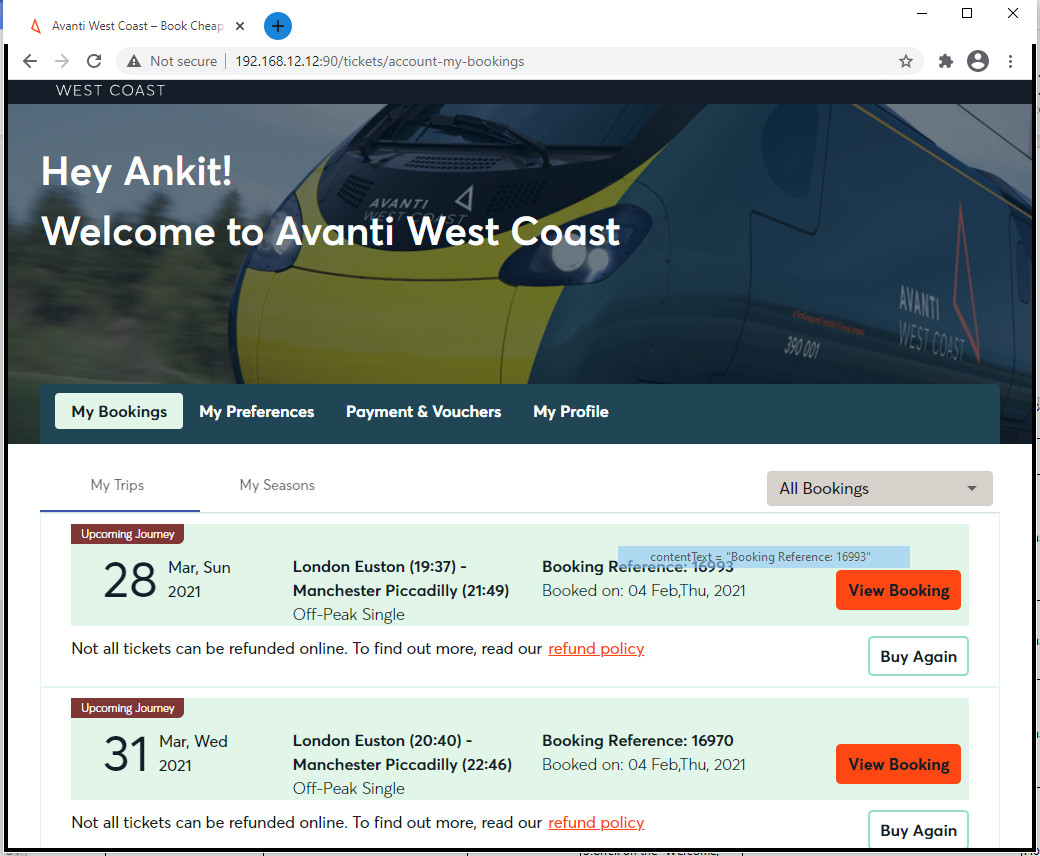 Avanti West Coast – Book Cheap
Not secure
192.168.12.12:90/tickets/account-my-bookings
WEST COAST
Hey Ankit!
AVANTI
WEST COAST
Welcome to Avanti West Coast
AVANTI
WEST COAST
390 001
My Bookings
My Preferences
Payment & Vouchers
My Profile
My Trips
My Seasons
All Bookings
Upcoming Journey
28
Mar, Sun
2021
London Euston (19:37) -
Manchester Piccadilly (21:49)
Off-Peak Single
contentText = "Booking Reference: 16993"
Booking Reference: 16993
Booked on: 04 Feb,Thu, 2021
View Booking
Not all tickets can be refunded online. To find out more, read our refund policy
Buy Again
Upcoming Journey
31
Mar, Wed
2021
London Euston (20:40) -
Manchester Piccadilly (22:46)
Off-Peak Single
Booking Reference: 16970
Booked on: 04 Feb,Thu, 2021
View Booking
Not all tickets can be refunded online. To find out more, read our refund policy
Buy Again